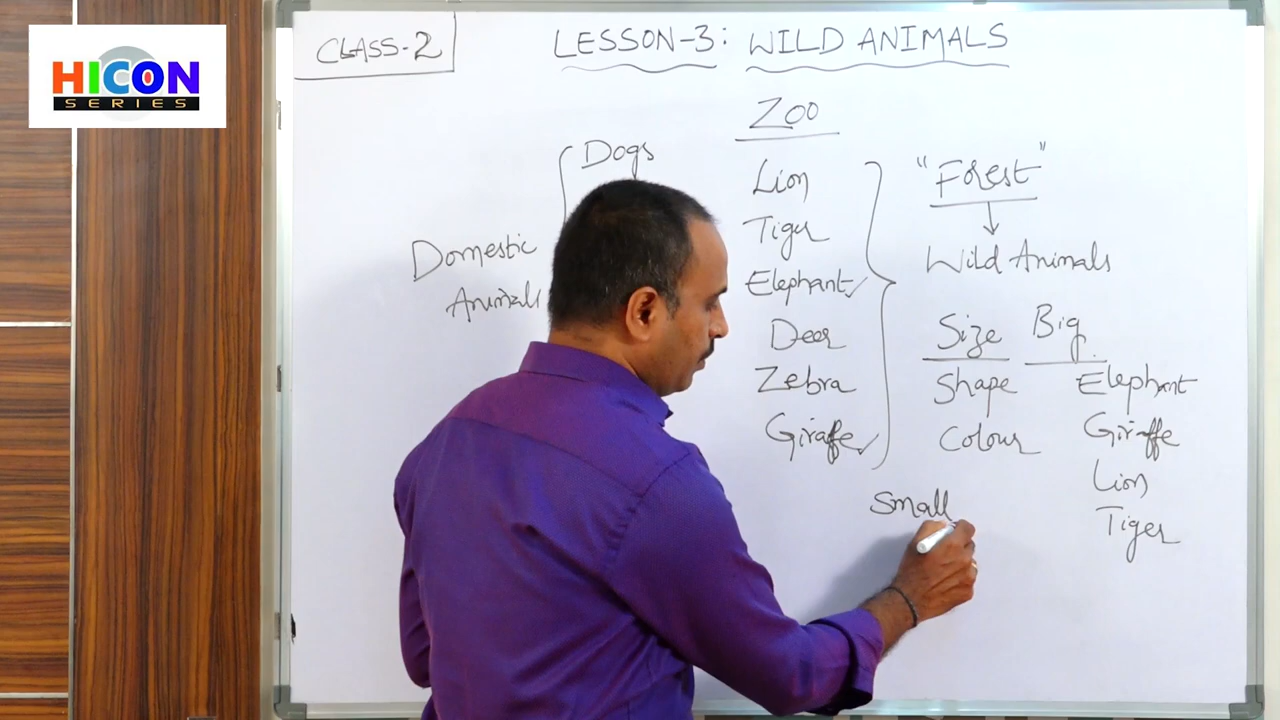 HICON
SERIES
CLASS-2
LESSON-3: WILD ANIMALS
Zoo
Dogs
Domestic
Animals
Lion
Tiger
Elephant
Deer
Zebra
Giraffe
"Forest"
Wild Animals
Size
Shape
Colour
Big
Elephant
Giraffe
Lion
Tiger
Small